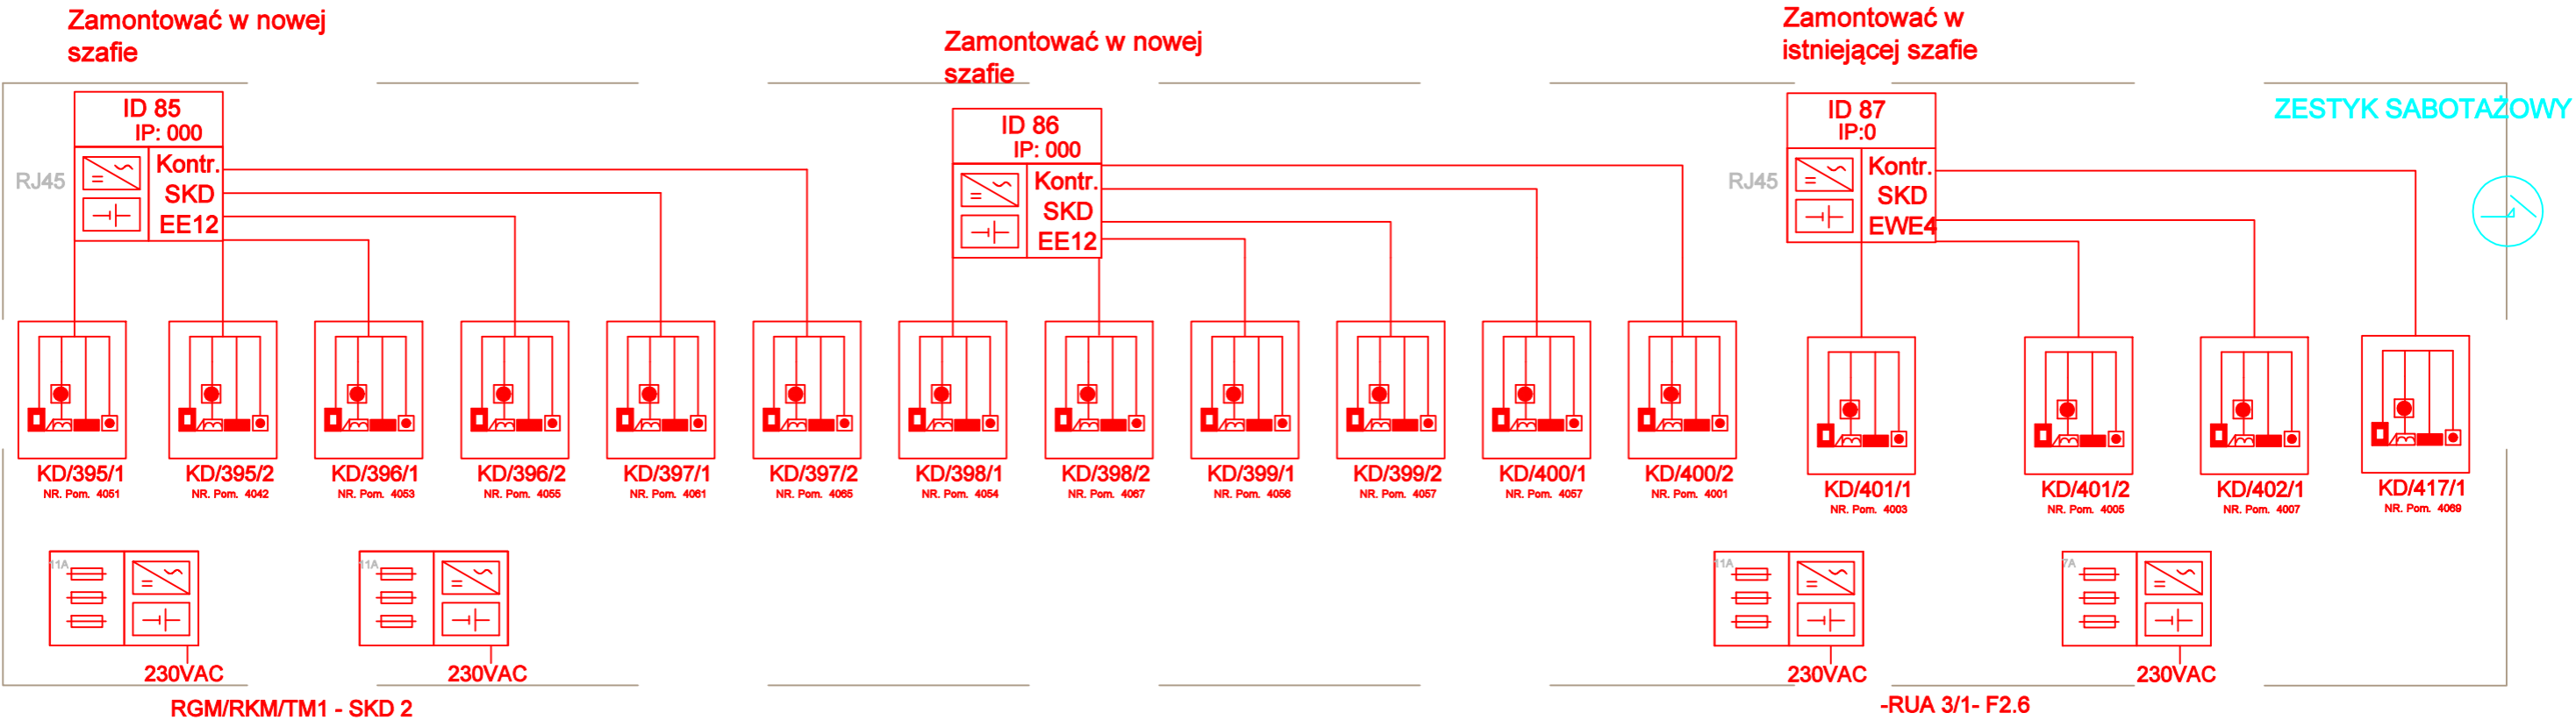 Zamontować w nowej
szafie
Zamontować w nowej
szafie
Zamontować w
istniejącej szafie
ZESTYK SABOTAŻOWY
ID 85
IP: 000
Kontr.
SKD
EE12
RJ45
ID 86
IP: 000
Kontr.
SKD
EE12
ID 87
IP:0
Kontr.
SKD
EWE4
RJ45
KD/395/1
NR. Pom. 4051
KD/395/2
NR. Pom. 4042
KD/396/1
NR. Pom. 4053
KD/396/2
NR. Pom. 4055
KD/397/1
NR. Pom. 4061
KD/397/2
NR. Pom. 4065
KD/398/1
NR. Pom. 4054
KD/398/2
NR. Pom. 4067
KD/399/1
NR. Pom. 4056
KD/399/2
NR. Pom. 4057
KD/400/1
NR. Pom. 4057
KD/400/2
NR. Pom. 4001
KD/401/1
NR. Pom. 4003
KD/401/2
NR. Pom. 4005
KD/402/1
NR. Pom. 4007
KD/417/1
NR. Pom. 4069
11A
230VAC
11A
230VAC
11A
230VAC
7A
230VAC
RGM/RKM/TM1 - SKD 2
-RUA 3/1- F2.6